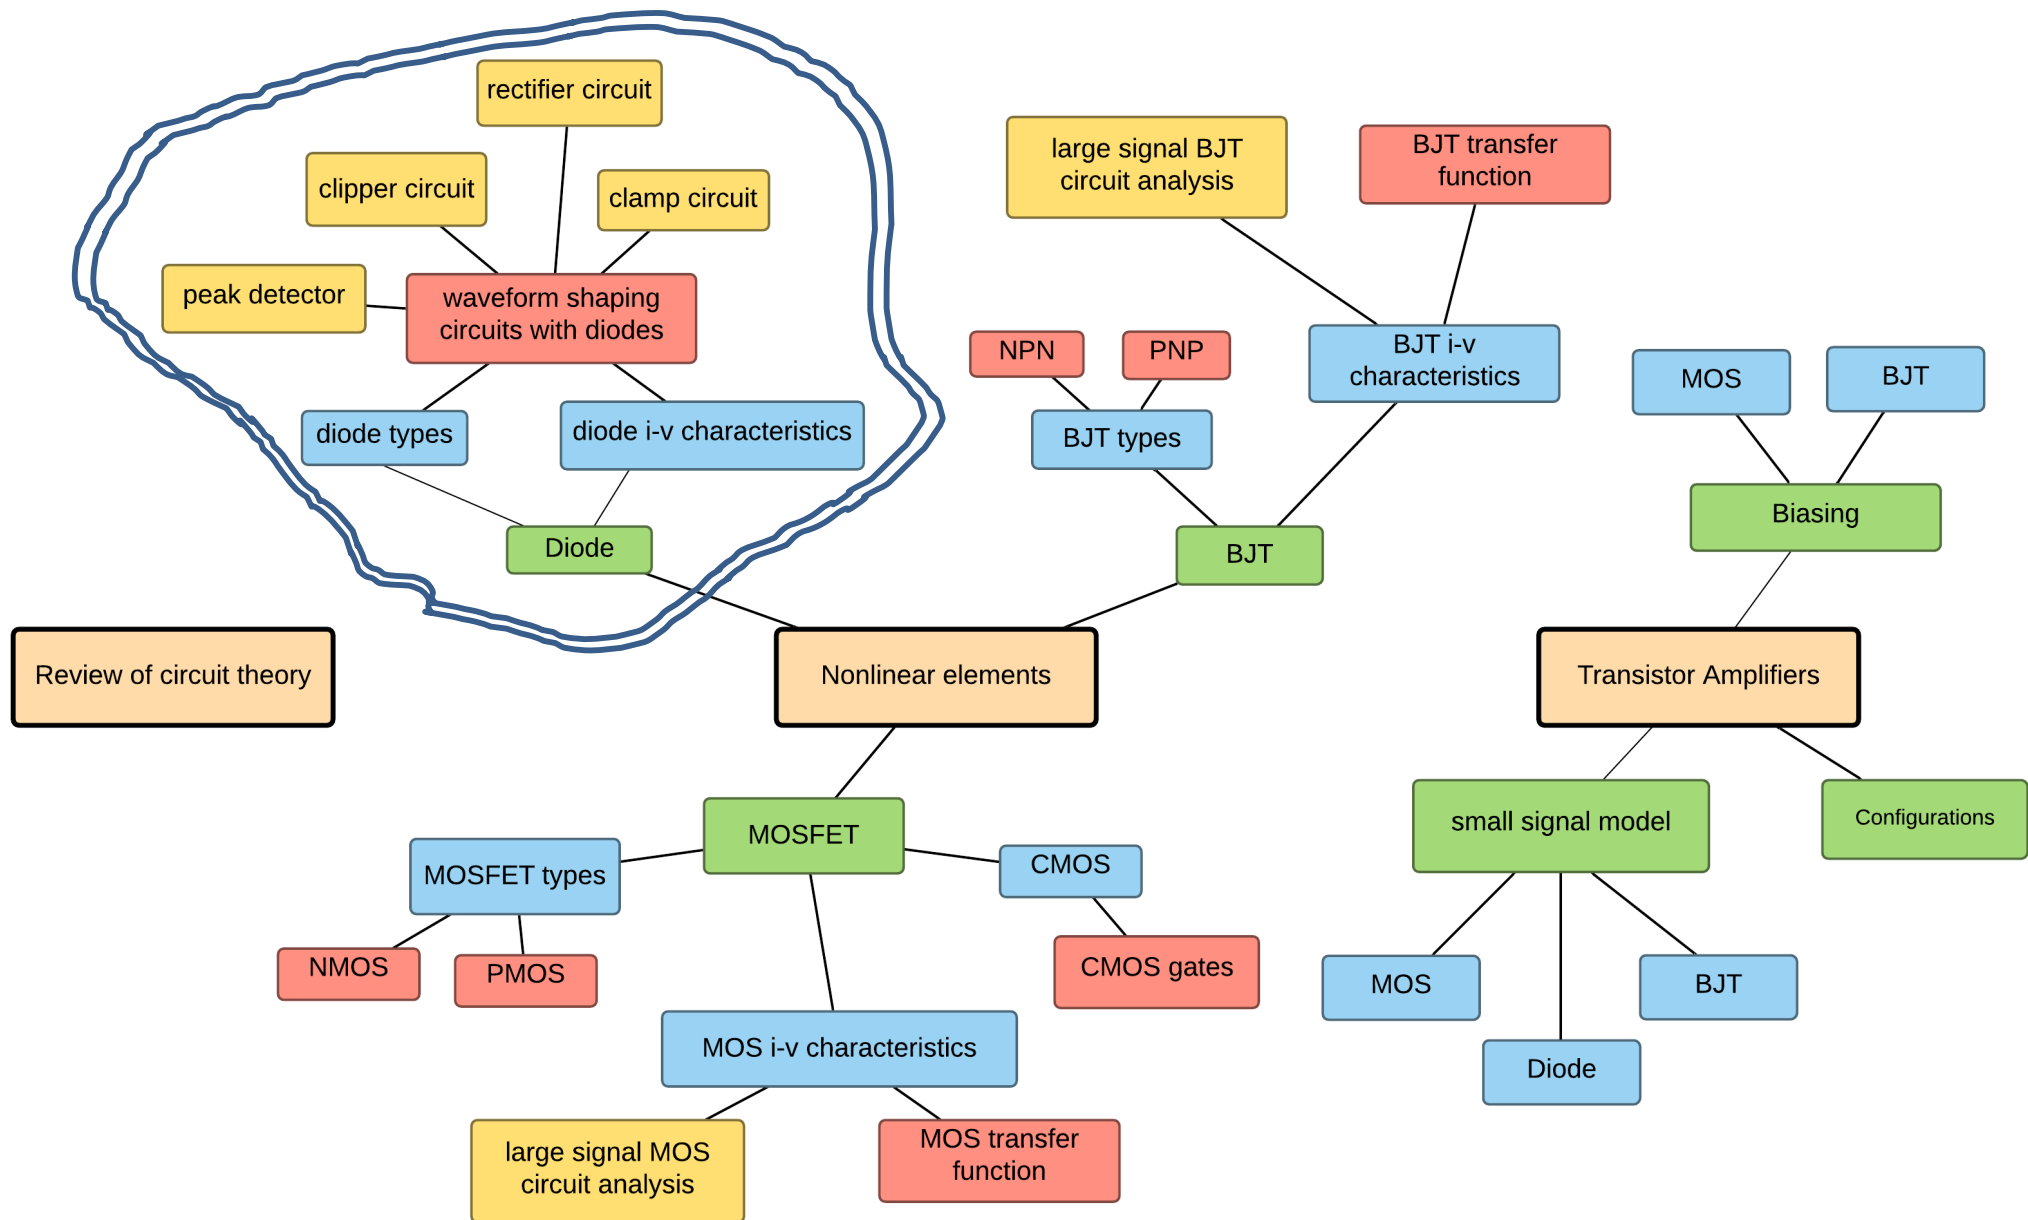 rectifier circuit
clipper circuit
clamp circuit
peak detector
waveform shaping
circuits with diodes
diode types
diode i-v characteristics
Diode
large signal BJT
circuit analysis
BJT transfer
function
NPN
PNP
BJT i-v
characteristics
BJT types
BJT
MOS
BJT
Biasing
Review of circuit theory
Nonlinear elements
Transistor Amplifiers
MOSFET
MOSFET types
CMOS
NMOS
PMOS
CMOS gates
MOS i-v characteristics
large signal MOS
circuit analysis
MOS transfer
function
small signal model
Configurations
MOS
BJT
Diode